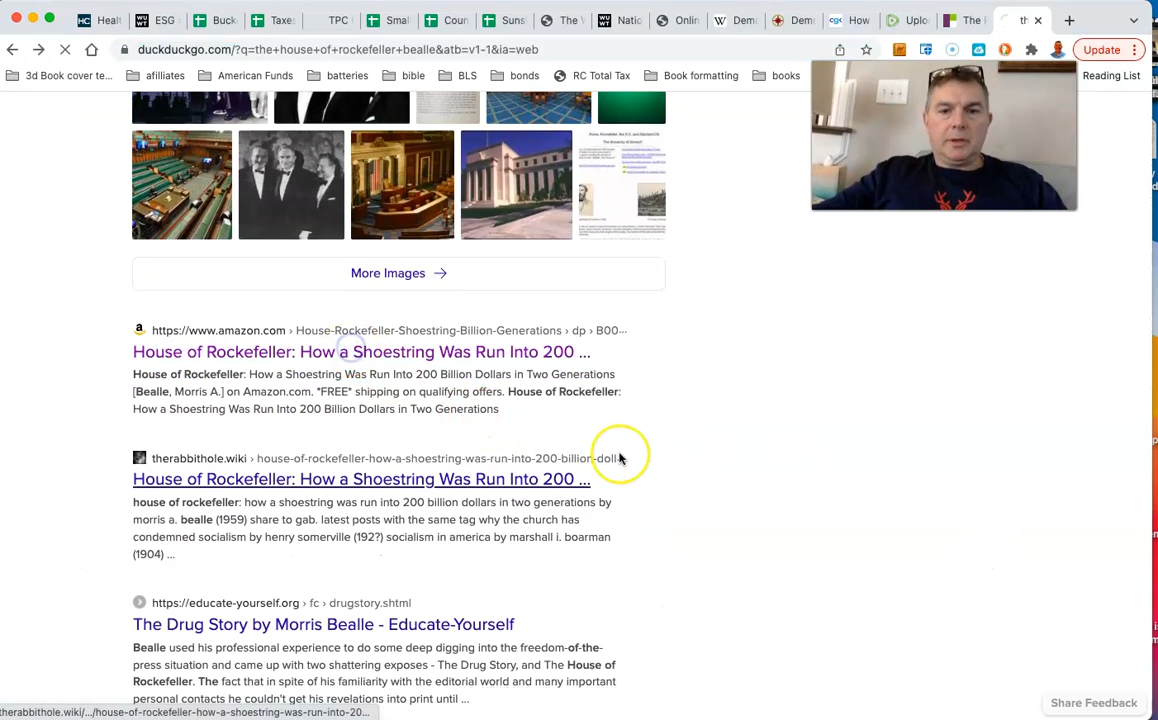 Healt
ESG
Bucke
Taxes
TPC
Small
Coun
Sunse
The W
Natio
Onlin
Demo
Demo
How
Uploa
The R
th
duckduckgo.com/?q=the+house+of+rockefeller+bealle&atb=v1-1&ia=web
Update
3d Book cover te...
afilliates
American Funds
batteries
bible
BLS
bonds
RC Total Tax
Book formatting
books
Reading List
More Images
https://www.amazon.com › House-Rockefeller-Shoestring-Billion-Generations › dp › B00···
House of Rockefeller: How a Shoestring Was Run Into 200 ...
House of Rockefeller: How a Shoestring Was Run Into 200 Billion Dollars in Two Generations
[Bealle, Morris A.] on Amazon.com. *FREE* shipping on qualifying offers. House of Rockefeller:
How a Shoestring Was Run Into 200 Billion Dollars in Two Generations
therabbithole.wiki › house-of-rockefeller-how-a-shoestring-was-run-into-200-billion-doll
House of Rockefeller: How a Shoestring Was Run Into 200 ...
house of rockefeller: how a shoestring was run into 200 billion dollars in two generations by
morris a. bealle (1959) share to gab. latest posts with the same tag why the church has
condemned socialism by henry somerville (192?) socialism in america by marshall i. boarman
(1904) ...
https://educate-yourself.org › fc › drugstory.shtml
The Drug Story by Morris Bealle - Educate-Yourself
Bealle used his professional experience to do some deep digging into the freedom-of-the-
press situation and came up with two shattering exposes - The Drug Story, and The House of
Rockefeller. The fact that in spite of his familiarity with the editorial world and many important
personal contacts he couldn't get his revelations into print until ...
therabbithole.wiki/.../house-of-rockefeller-how-a-shoestring-was-run-into-20...
Share Feedback